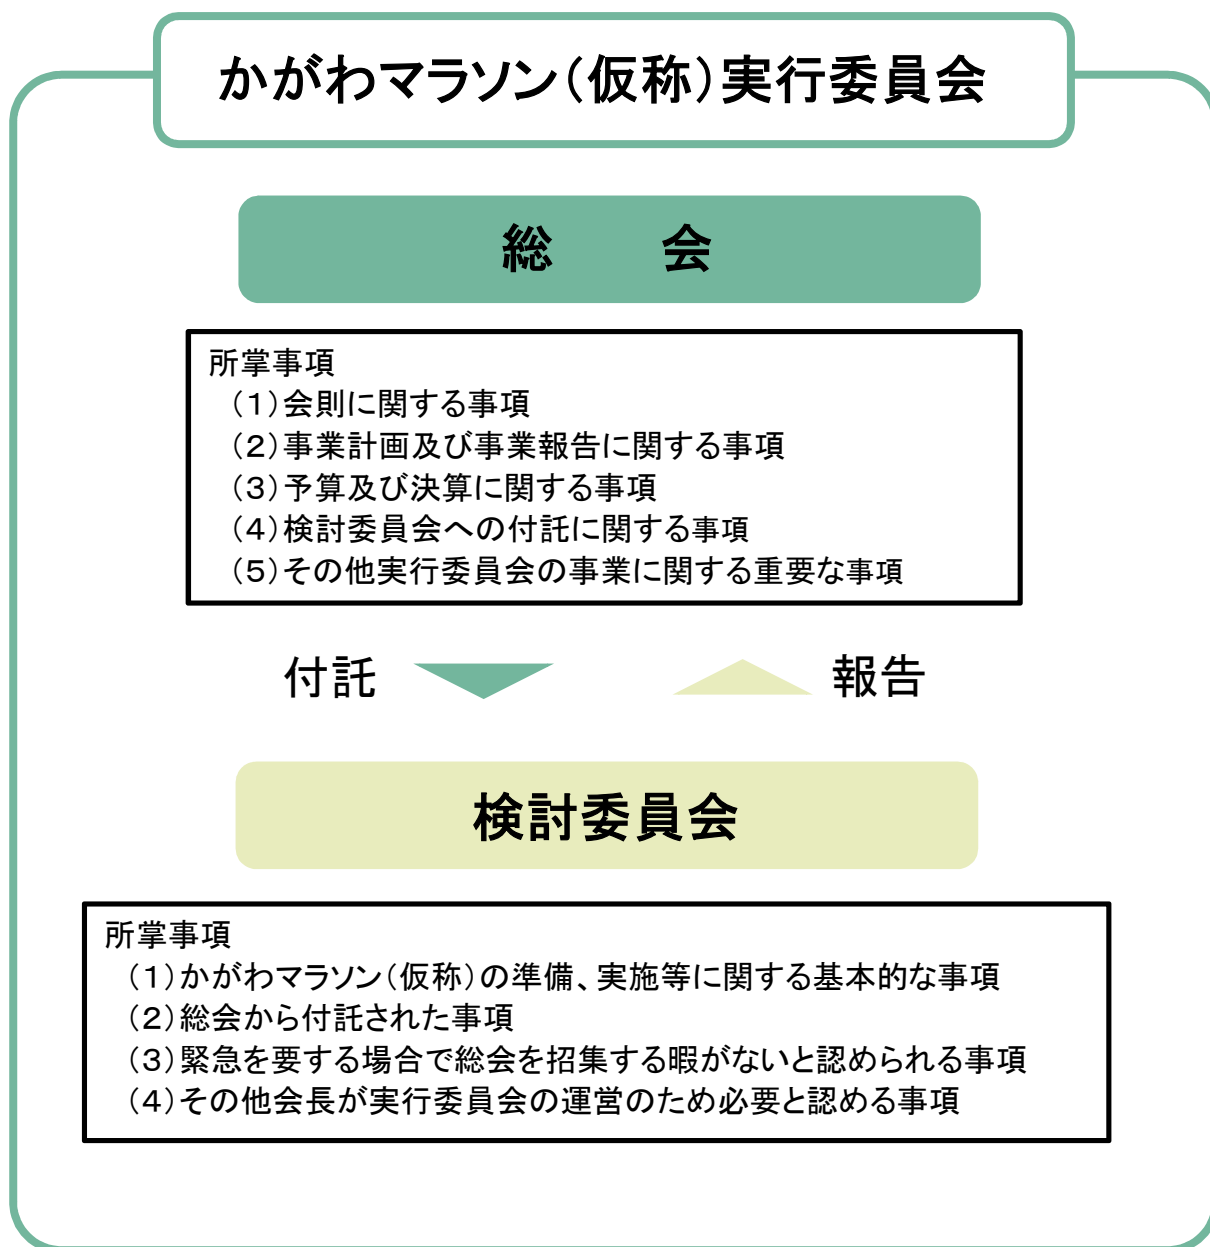 かがわマラソン(仮称)実行委員会
総　　会
所掌事項
(1)会則に関する事項
(2)事業計画及び事業報告に関する事項
(3)予算及び決算に関する事項
(4)検討委員会への付託に関する事項
(5)その他実行委員会の事業に関する重要な事項
付託　報告
検討委員会
所掌事項
(1)かがわマラソン(仮称)の準備、実施等に関する基本的な事項
(2)総会から付託された事項
(3)緊急を要する場合で総会を招集する暇がないと認められる事項
(4)その他会長が実行委員会の運営のため必要と認める事項